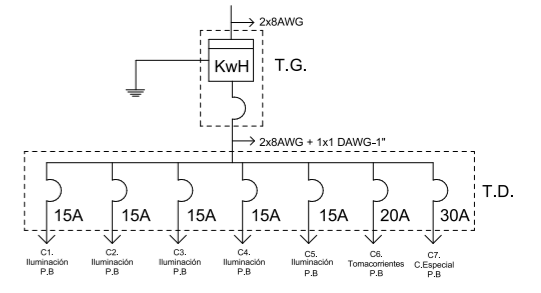 2x8AWG
KwH
T.G.
2x8AWG + 1x1 DAWG-1"
T.D.
15A 15A 15A 15A 15A 20A 30A
C1.
Iluminación
P.B
C2.
Iluminación
P.B
C3.
Iluminación
P.B
C4.
Iluminación
P.B
C5.
Iluminación
P.B
C6.
Tomacorrientes
P.B
C7.
C.Especial
P.B